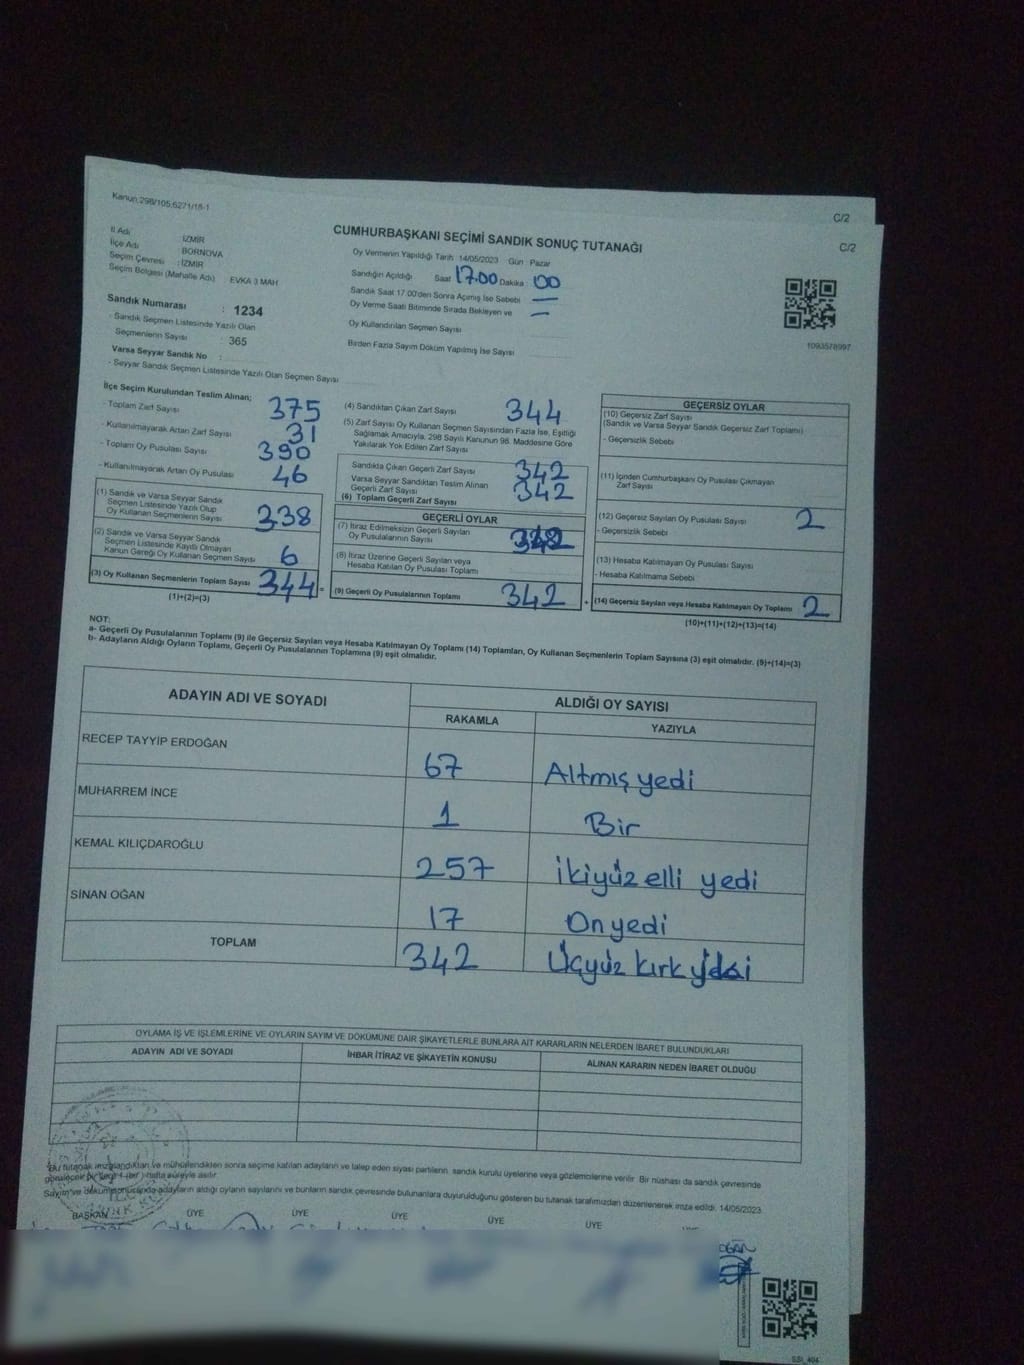 Kanun 298/105,6271/18-1
C/2
C/2
CUMHURBAŞKANI SEÇİMİ SANDIK SONUÇ TUTANAĞI
İl Adı İZMİR
İlçe Adı BORNOVA
Seçim Çevresi : İZMİR
Seçim Bölgesi (Mahalle Adı) EVKA 3 MAH
Sandık Numarası : 1234
- Sandık Seçmen Listesinde Yazılı Olan
Seçmenlerin Sayısı : 365
Varsa Seyyar Sandık No :
- Seyyar Sandık Seçmen Listesinde Yazılı Olan Seçmen Sayısı
Oy Vermenin Yapıldığı Tarih : 14/05/2023 Gün : Pazar
Sandığın Açıldığı Saat 17.00 Dakika : 00
Sandık Saat 17.00'den Sonra Açılmış İse Sebebi —
Oy Verme Saati Bitiminde Sırada Bekleyen ve —
Oy Kullandırılan Seçmen Sayısı
Birden Fazla Sayım Döküm Yapılmış İse Sayısı
1093578997
İlçe Seçim Kurulundan Teslim Alınan;
- Toplam Zarf Sayısı 375
- Kullanılmayarak Artan Zarf Sayısı 31
- Toplam Oy Pusulası Sayısı 390
- Kullanılmayarak Artan Oy Pusulası 46
(1) Sandık ve Varsa Seyyar Sandık
Seçmen Listesinde Yazılı Olup
Oy Kullanan Seçmenlerin Sayısı 338
(2) Sandık ve Varsa Seyyar Sandık
Seçmen Listesinde Kayıtlı Olmayan
Kanun Gereği Oy Kullanan Seçmen Sayısı 6
(3) Oy Kullanan Seçmenlerin Toplam Sayısı 344 =
(1)+(2)=(3)
(4) Sandıktan Çıkan Zarf Sayısı 344
(5) Zarf Sayısı Oy Kullanan Seçmen Sayısından Fazla İse, Eşitliği
Sağlamak Amacıyla, 298 Sayılı Kanunun 98. Maddesine Göre
Yakılarak Yok Edilen Zarf Sayısı
Sandıkta Çıkan Geçerli Zarf Sayısı 342
Varsa Seyyar Sandıktan Teslim Alınan
Geçerli Zarf Sayısı 342
(6) Toplam Geçerli Zarf Sayısı
GEÇERLİ OYLAR
(7) İtiraz Edilmeksizin Geçerli Sayılan
Oy Pusulalarının Sayısı 342
(8) İtiraz Üzerine Geçerli Sayılan veya
Hesaba Katılan Oy Pusulası Toplamı
(9) Geçerli Oy Pusulalarının Toplamı 342 +
GEÇERSİZ OYLAR
(10) Geçersiz Zarf Sayısı
(Sandık ve Varsa Seyyar Sandık Geçersiz Zarf Toplamı)
- Geçersizlik Sebebi
(11) İçinden Cumhurbaşkanı Oy Pusulası Çıkmayan
Zarf Sayısı
(12) Geçersiz Sayılan Oy Pusulası Sayısı 2
- Geçersizlik Sebebi
(13) Hesaba Katılmayan Oy Pusulası Sayısı
- Hesaba Katılmama Sebebi
(14) Geçersiz Sayılan veya Hesaba Katılmayan Oy Toplamı 2
(10)+(11)+(12)+(13)=(14)
NOT:
a- Geçerli Oy Pusulalarının Toplamı (9) ile Geçersiz Sayılan veya Hesaba Katılmayan Oy Toplamı (14) Toplamları, Oy Kullanan Seçmenlerin Toplam Sayısına (3) eşit olmalıdır. (9)+(14)=(3)
b- Adayların Aldığı Oyların Toplamı, Geçerli Oy Pusulalarının Toplamına (9) eşit olmalıdır.
ADAYIN ADI VE SOYADI ALDIĞI OY SAYISI
RAKAMLA YAZIYLA
RECEP TAYYİP ERDOĞAN 67 Altmış yedi
MUHARREM İNCE 1 Bir
KEMAL KILIÇDAROĞLU 257 İkiyüz elli yedi
SİNAN OĞAN 17 On yedi
TOPLAM 342 Üçyüz kırk
OYLAMA İŞ VE İŞLEMLERİNE VE OYLARIN SAYIM VE DÖKÜMÜNE DAİR ŞİKAYETLERLE BUNLARA AİT KARARLARIN NELERDEN İBARET BULUNDUKLARI
ADAYIN ADI VE SOYADI İHBAR İTİRAZ VE ŞİKAYETİN KONUSU ALINAN KARARIN NEDEN İBARET OLDUĞU
Bu tutanak imzalandıktan ve mühürlendikten sonra seçime katılan adayların ve talep eden siyasi partilerin sandık kurulu üyelerine veya gözlemcilerine verilir. Bir nüshası da sandık çevresinde
görülecek bir yere 1 (bir) hafta süreyle asılır.
Sayım ve döküm sonucunda adayların aldığı oyların sayılarını ve bunların sandık çevresinde bulunanlara duyurulduğunu gösteren bu tutanak tarafımızdan düzenlenerek imza edildi. 14/05/2023
BAŞKAN ÜYE ÜYE ÜYE ÜYE ÜYE